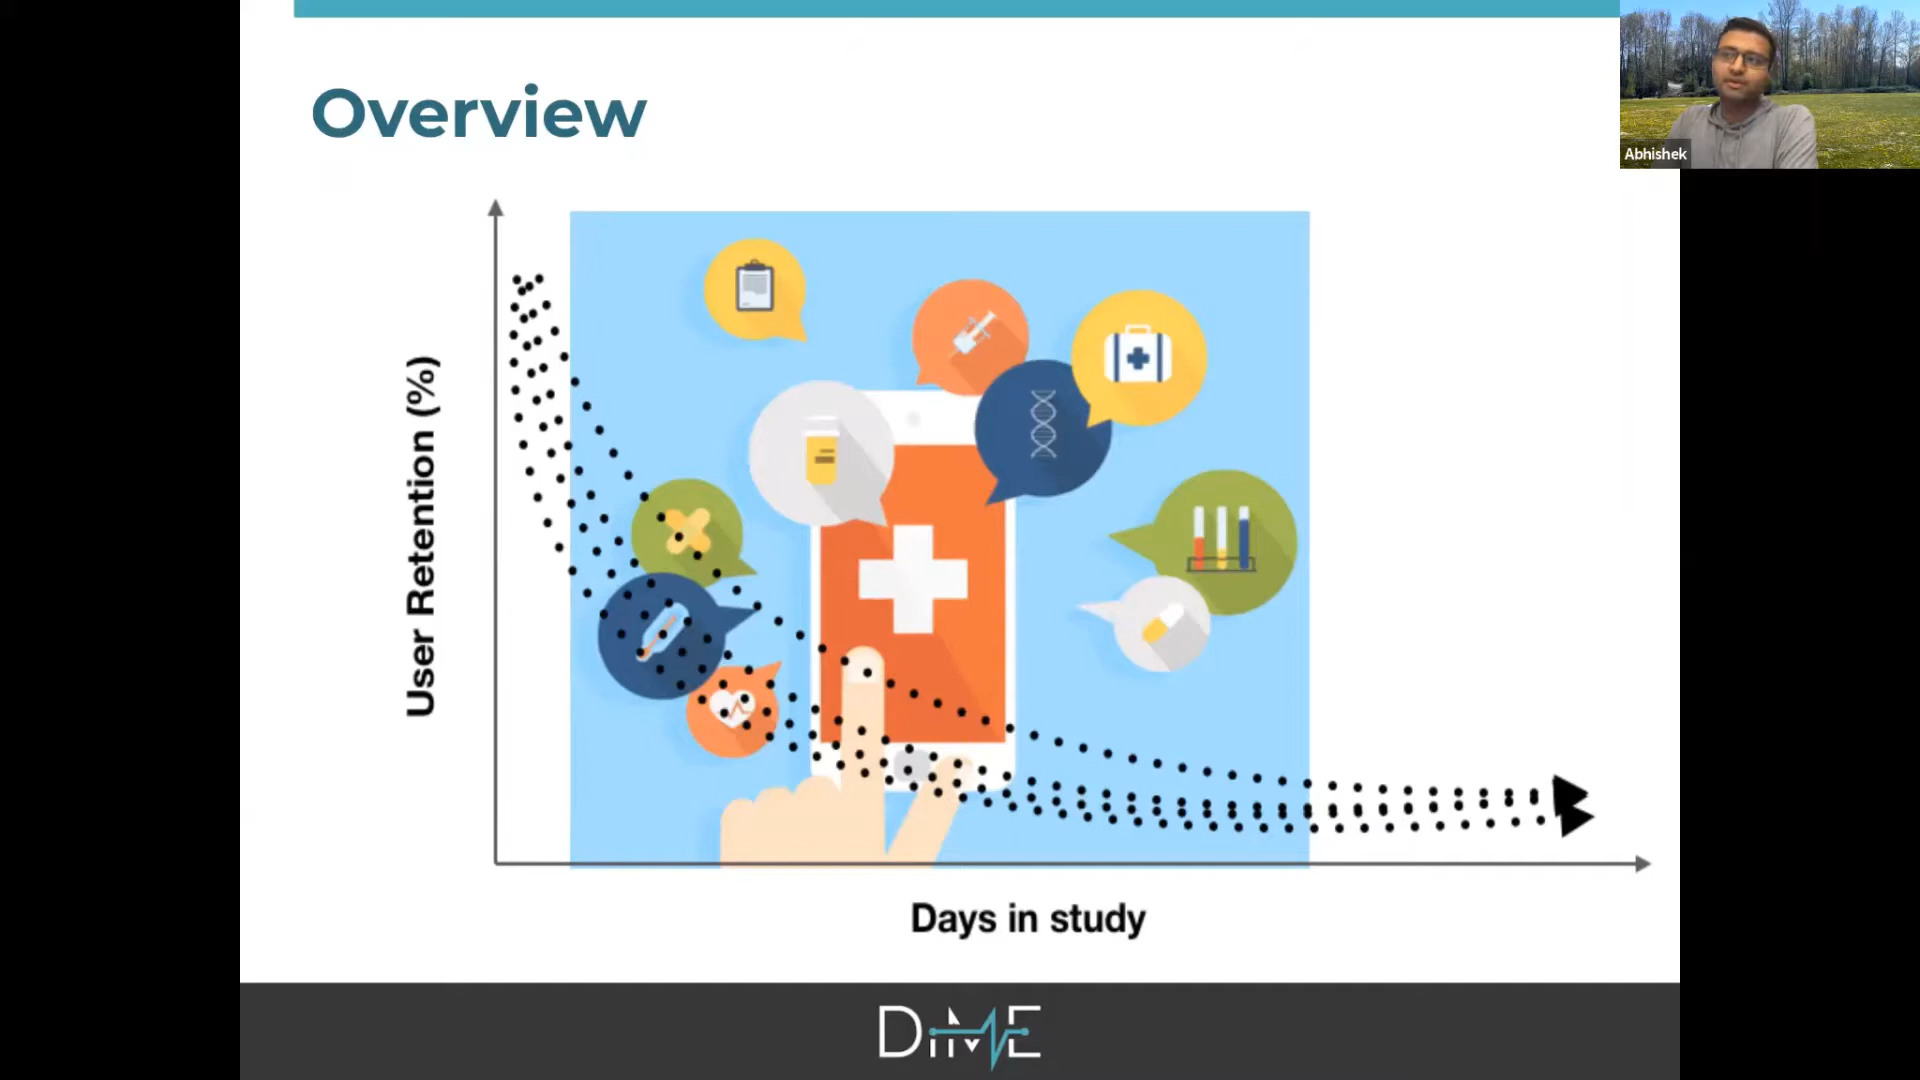 Overview
Abhishek
User Retention (%)
Days in study
DiME